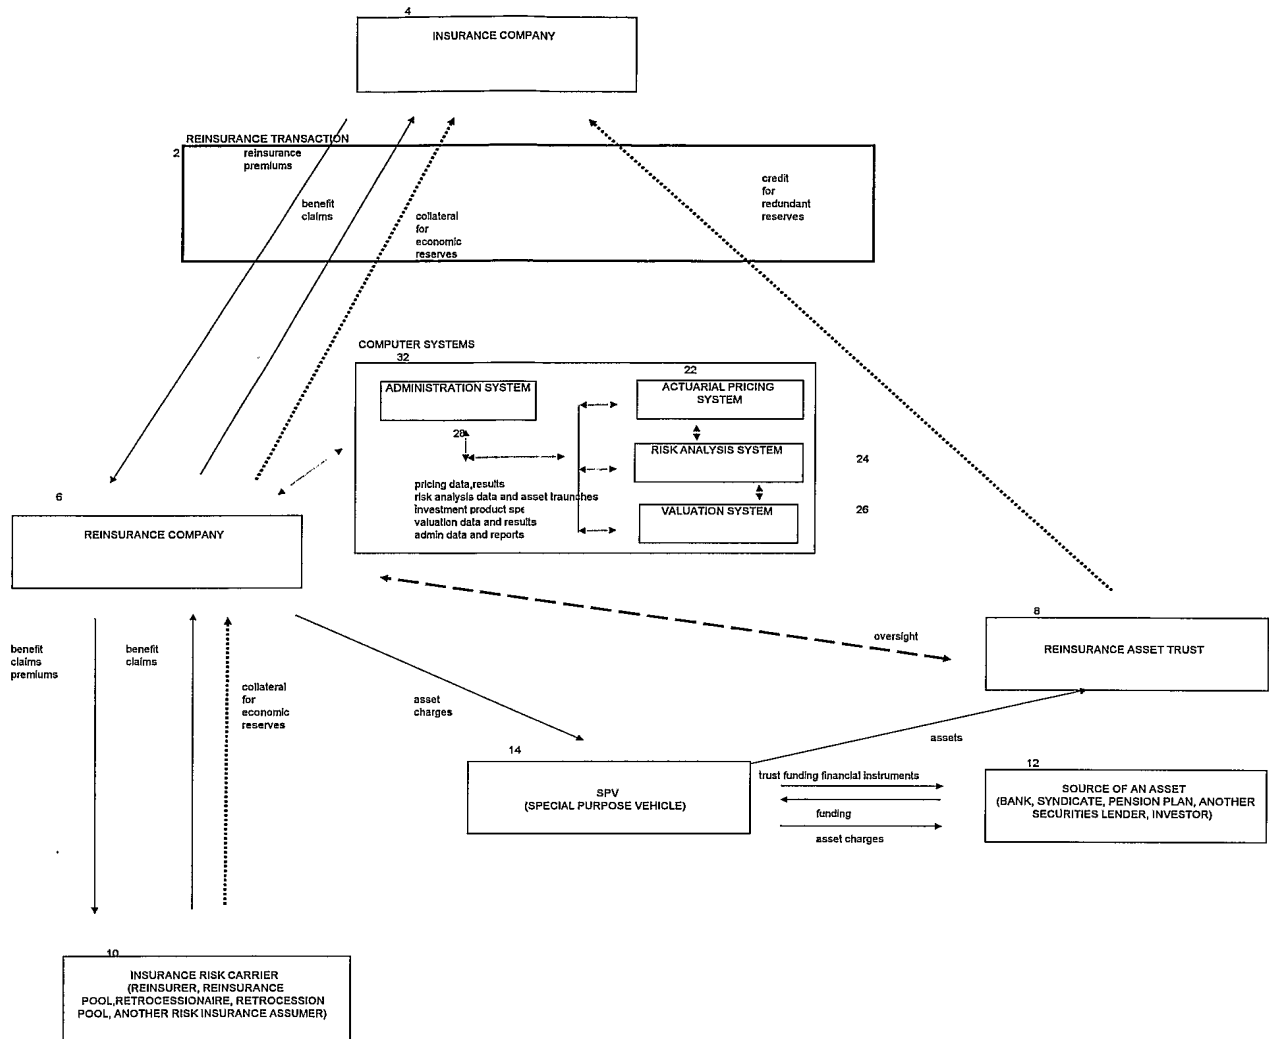 4
INSURANCE COMPANY
REINSURANCE TRANSACTION
2
reinsurance
premiums
benefit
claims
collateral
for
economic
reserves
credit
for
redundant
reserves
COMPUTER SYSTEMS
32
ADMINISTRATION SYSTEM
28
22
ACTUARIAL PRICING
SYSTEM
RISK ANALYSIS SYSTEM
24
VALUATION SYSTEM
26
pricing data,results
risk analysis data and asset traunches
investment product spe
valuation data and results
admin data and reports
6
REINSURANCE COMPANY
oversight
8
REINSURANCE ASSET TRUST
benefit
claims
premiums
benefit
claims
collateral
for
economic
reserves
asset
charges
assets
14
SPV
(SPECIAL PURPOSE VEHICLE)
trust funding financial instruments
funding
asset charges
12
SOURCE OF AN ASSET
(BANK, SYNDICATE, PENSION PLAN, ANOTHER
SECURITIES LENDER, INVESTOR)
10
INSURANCE RISK CARRIER
(REINSURER, REINSURANCE
POOL,RETROCESSIONAIRE, RETROCESSION
POOL, ANOTHER RISK INSURANCE ASSUMER)